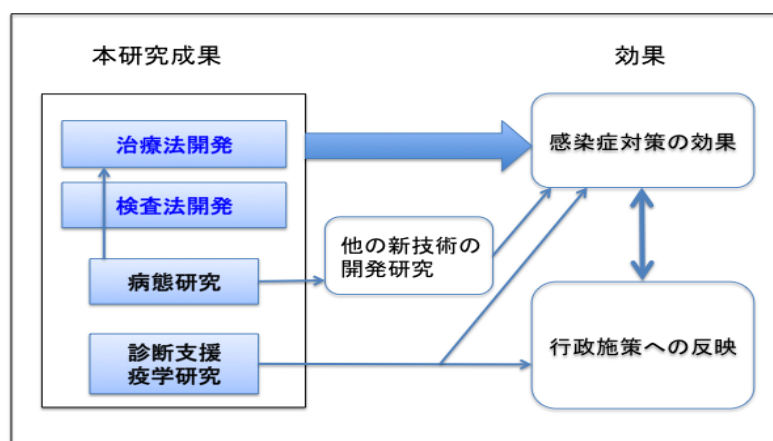 本研究成果
効果
治療法開発
検査法開発
病態研究
診断支援
疫学研究
他の新技術の
開発研究
感染症対策の効果
行政施策への反映